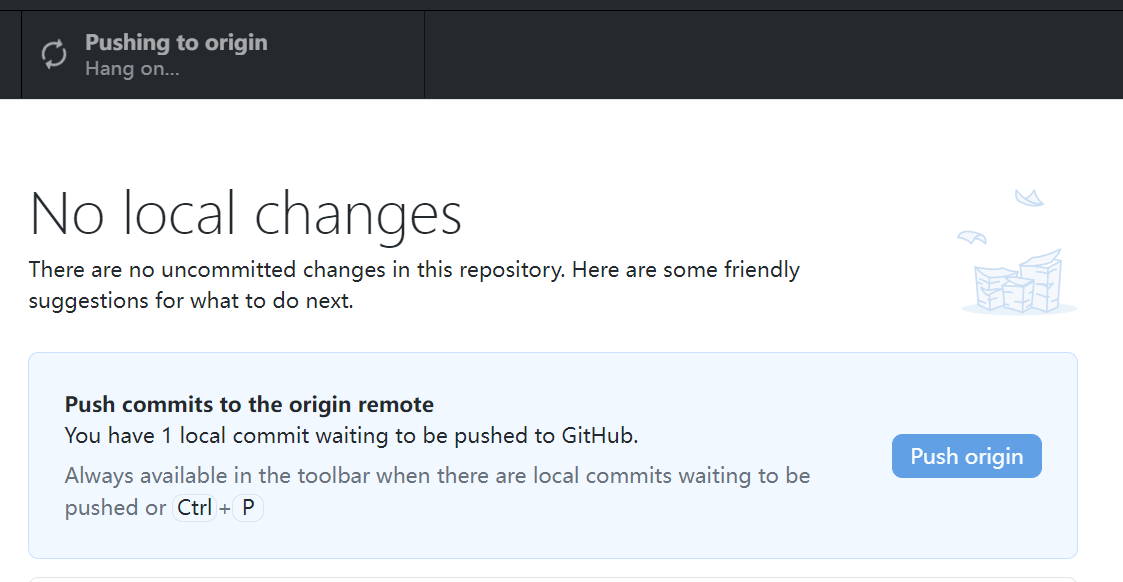 Pushing to origin
Hang on...
No local changes
There are no uncommitted changes in this repository. Here are some friendly
suggestions for what to do next.
Push commits to the origin remote
You have 1 local commit waiting to be pushed to GitHub.
Always available in the toolbar when there are local commits waiting to be
pushed or Ctrl + P
Push origin